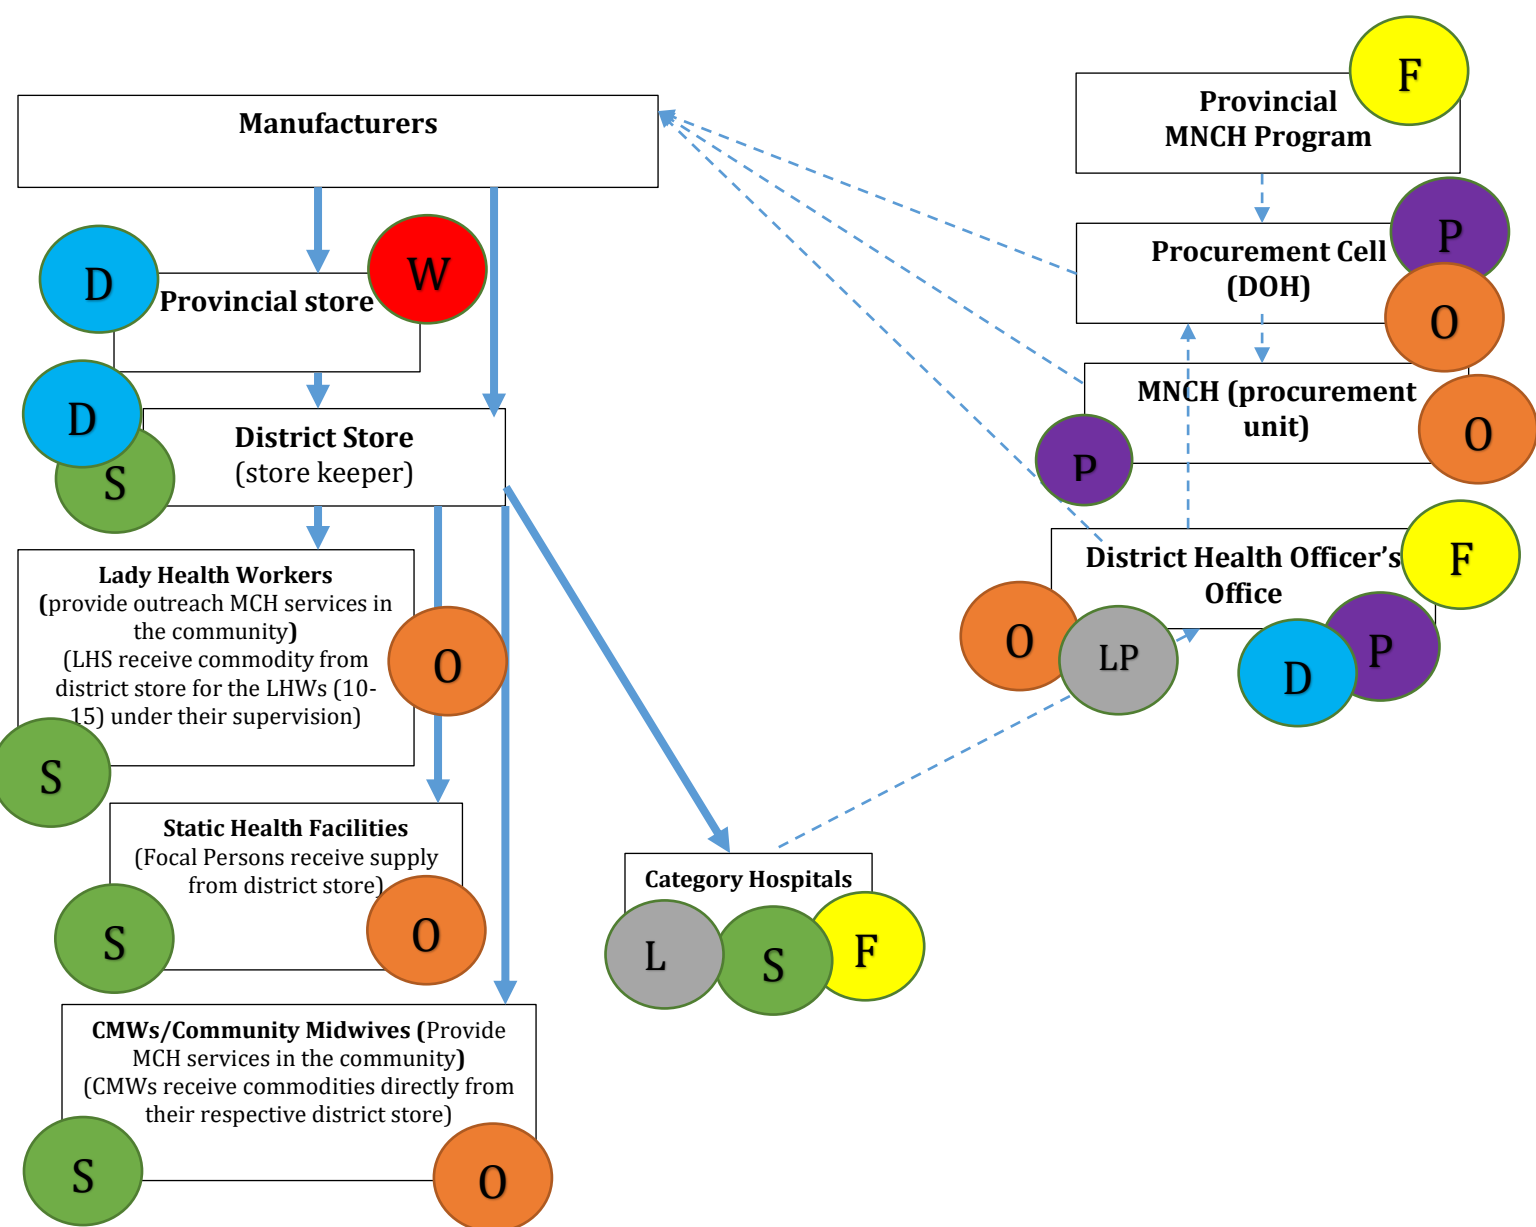 Manufacturers
D
W
Provincial store
D
S
District Store
(store keeper)
Lady Health Workers
(provide outreach MCH services in
the community)
(LHS receive commodity from
district store for the LHWs (10-
15) under their supervision)
O
S
Static Health Facilities
(Focal Persons receive supply
from district store)
S
O
CMWs/Community Midwives (Provide
MCH services in the community)
(CMWs receive commodities directly from
their respective district store)
S
O
Category Hospitals
L
S
F
F
Provincial
MNCH Program
P
Procurement Cell
(DOH)
O
MNCH (procurement
unit)
O
P
F
District Health Officer’s
Office
O
LP
D
P